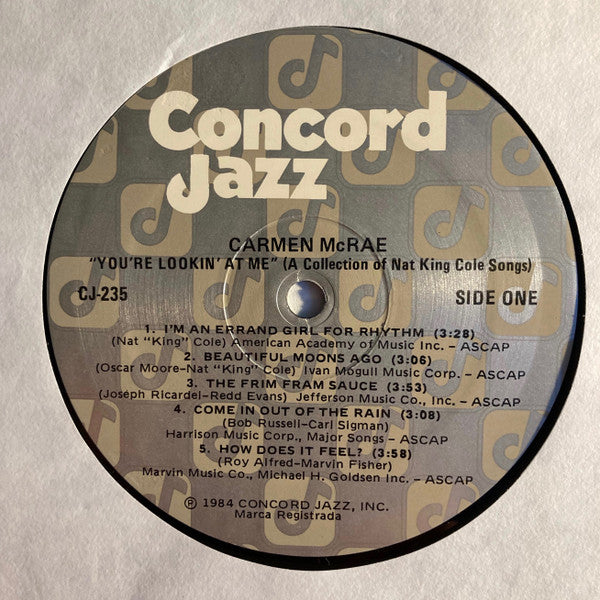 Concord
Jazz
CARMEN McRAE
"YOU'RE LOOKIN' AT ME" (A Collection of Nat King Cole Songs)
CJ-235 SIDE ONE
1. I'M AN ERRAND GIRL FOR RHYTHM (3:28)
(Nat "King" Cole) American Academy of Music Inc. – ASCAP
2. BEAUTIFUL MOONS AGO (3:06)
(Oscar Moore-Nat "King" Cole) Ivan Mogull Music Corp. – ASCAP
3. THE FRIM FRAM SAUCE (3:53)
(Joseph Ricardel-Redd Evans) Jefferson Music Co., Inc. – ASCAP
4. COME IN OUT OF THE RAIN (3:08)
(Bob Russell-Carl Sigman)
Harrison Music Corp., Major Songs – ASCAP
5. HOW DOES IT FEEL? (3:58)
(Roy Alfred-Marvin Fisher)
Marvin Music Co., Michael H. Goldsen Inc. – ASCAP
℗ 1984 CONCORD JAZZ, INC.
Marca Registrada